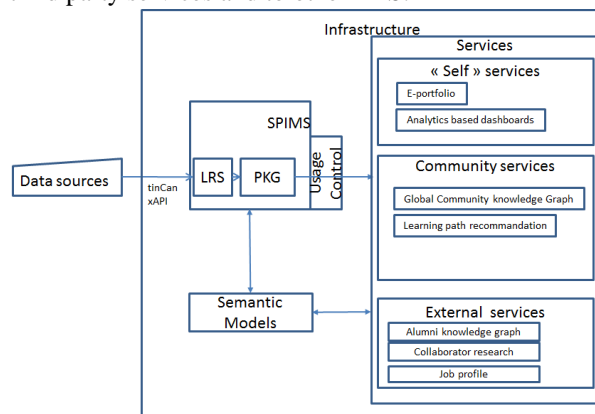 Infrastructure
Services
« Self » services
E-portfolio
Analytics based dashboards
SPIMS
LRS
PKG
Usage
Control
Data sources
tinCan
xAPI
Community services
Global Community knowledge Graph
Learning path recommandation
Semantic
Models
External services
Alumni knowledge graph
Collaborator research
Job profile